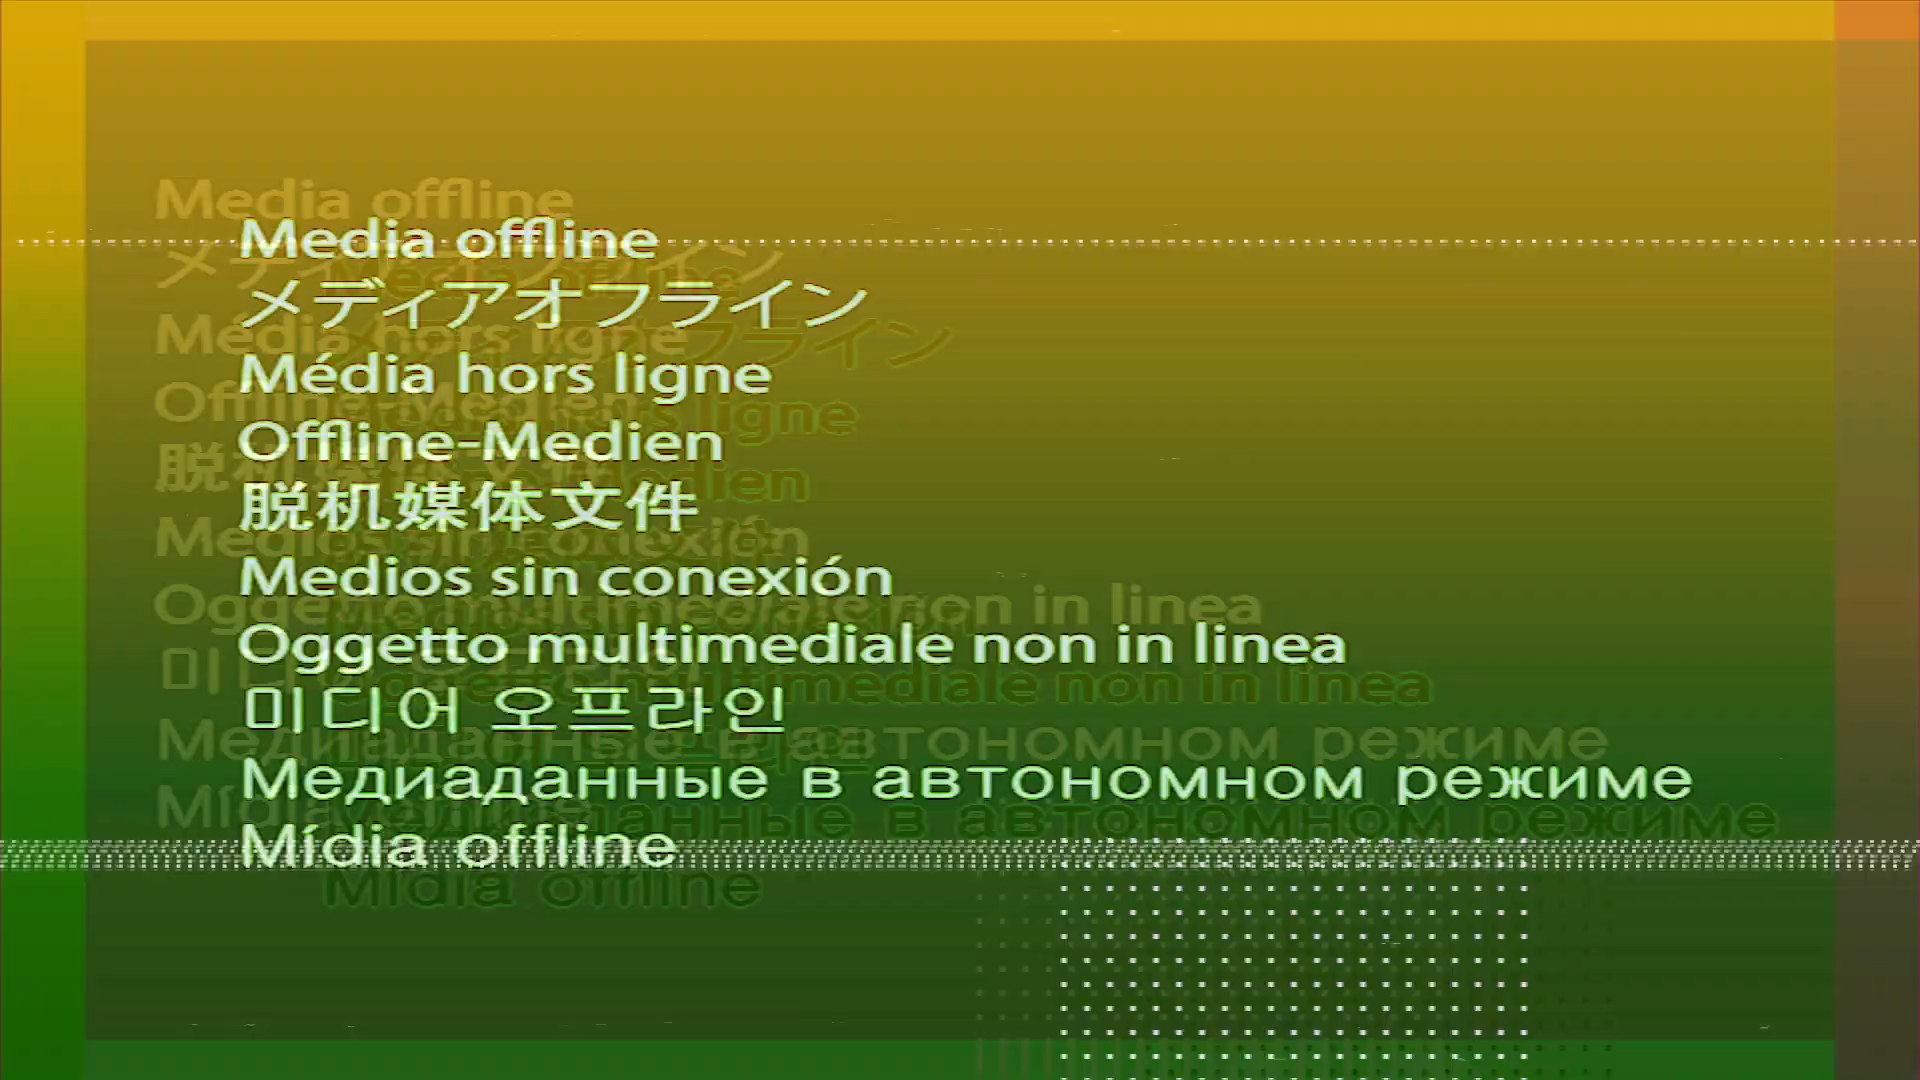 Media offline
メディアオフライン
Média hors ligne
Offline-Medien
脱机媒体文件
Medios sin conexión
Oggetto multimediale non in linea
미디어 오프라인
Медиаданные в автономном режиме
Mídia offline